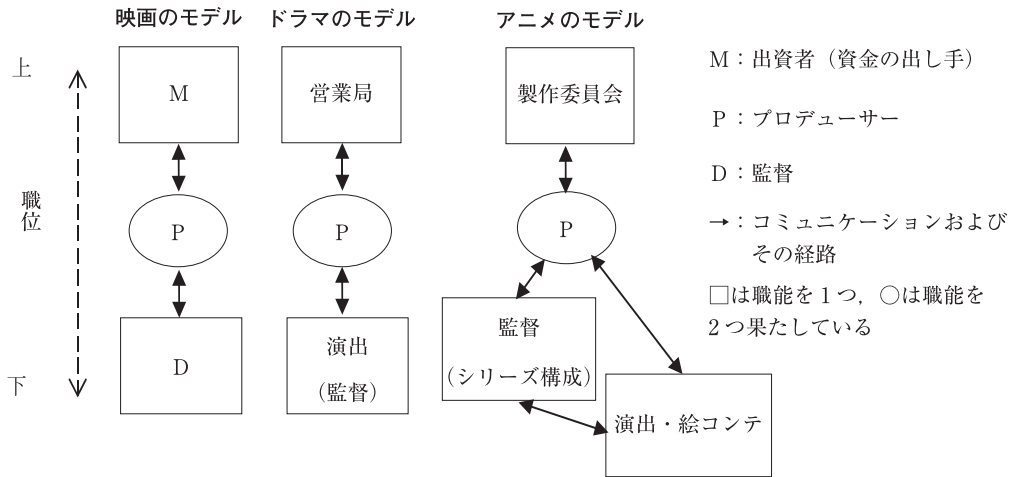 映画のモデル
ドラマのモデル
アニメのモデル
上
職位
下
M
P
D
営業局
P
演出
(監督)
製作委員会
P
監督
(シリーズ構成)
演出・絵コンテ
M：出資者（資金の出し手）
P：プロデューサー
D：監督
→：コミュニケーションおよび
その経路
□は職能を1つ，○は職能を
2つ果たしている